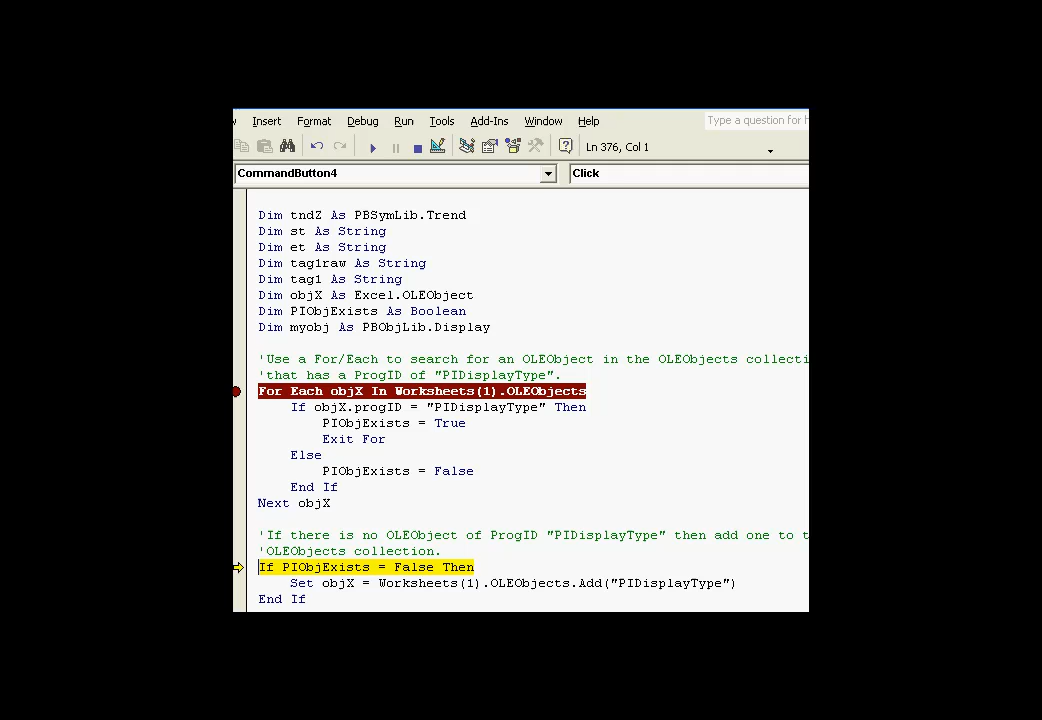 w Insert Format Debug Run Tools Add-Ins Window Help Type a question for h
Ln 376, Col 1
CommandButton4 Click
Dim tndZ As PBSymLib.Trend
Dim st As String
Dim et As String
Dim tag1raw As String
Dim tag1 As String
Dim objX As Excel.OLEObject
Dim PIObjExists As Boolean
Dim myobj As PBObjLib.Display
'Use a For/Each to search for an OLEObject in the OLEObjects collecti
'that has a ProgID of "PIDisplayType".
For Each objX In Worksheets(1).OLEObjects
If objX.progID = "PIDisplayType" Then
PIObjExists = True
Exit For
Else
PIObjExists = False
End If
Next objX
'If there is no OLEObject of ProgID "PIDisplayType" then add one to t
'OLEObjects collection.
If PIObjExists = False Then
Set objX = Worksheets(1).OLEObjects.Add("PIDisplayType")
End If